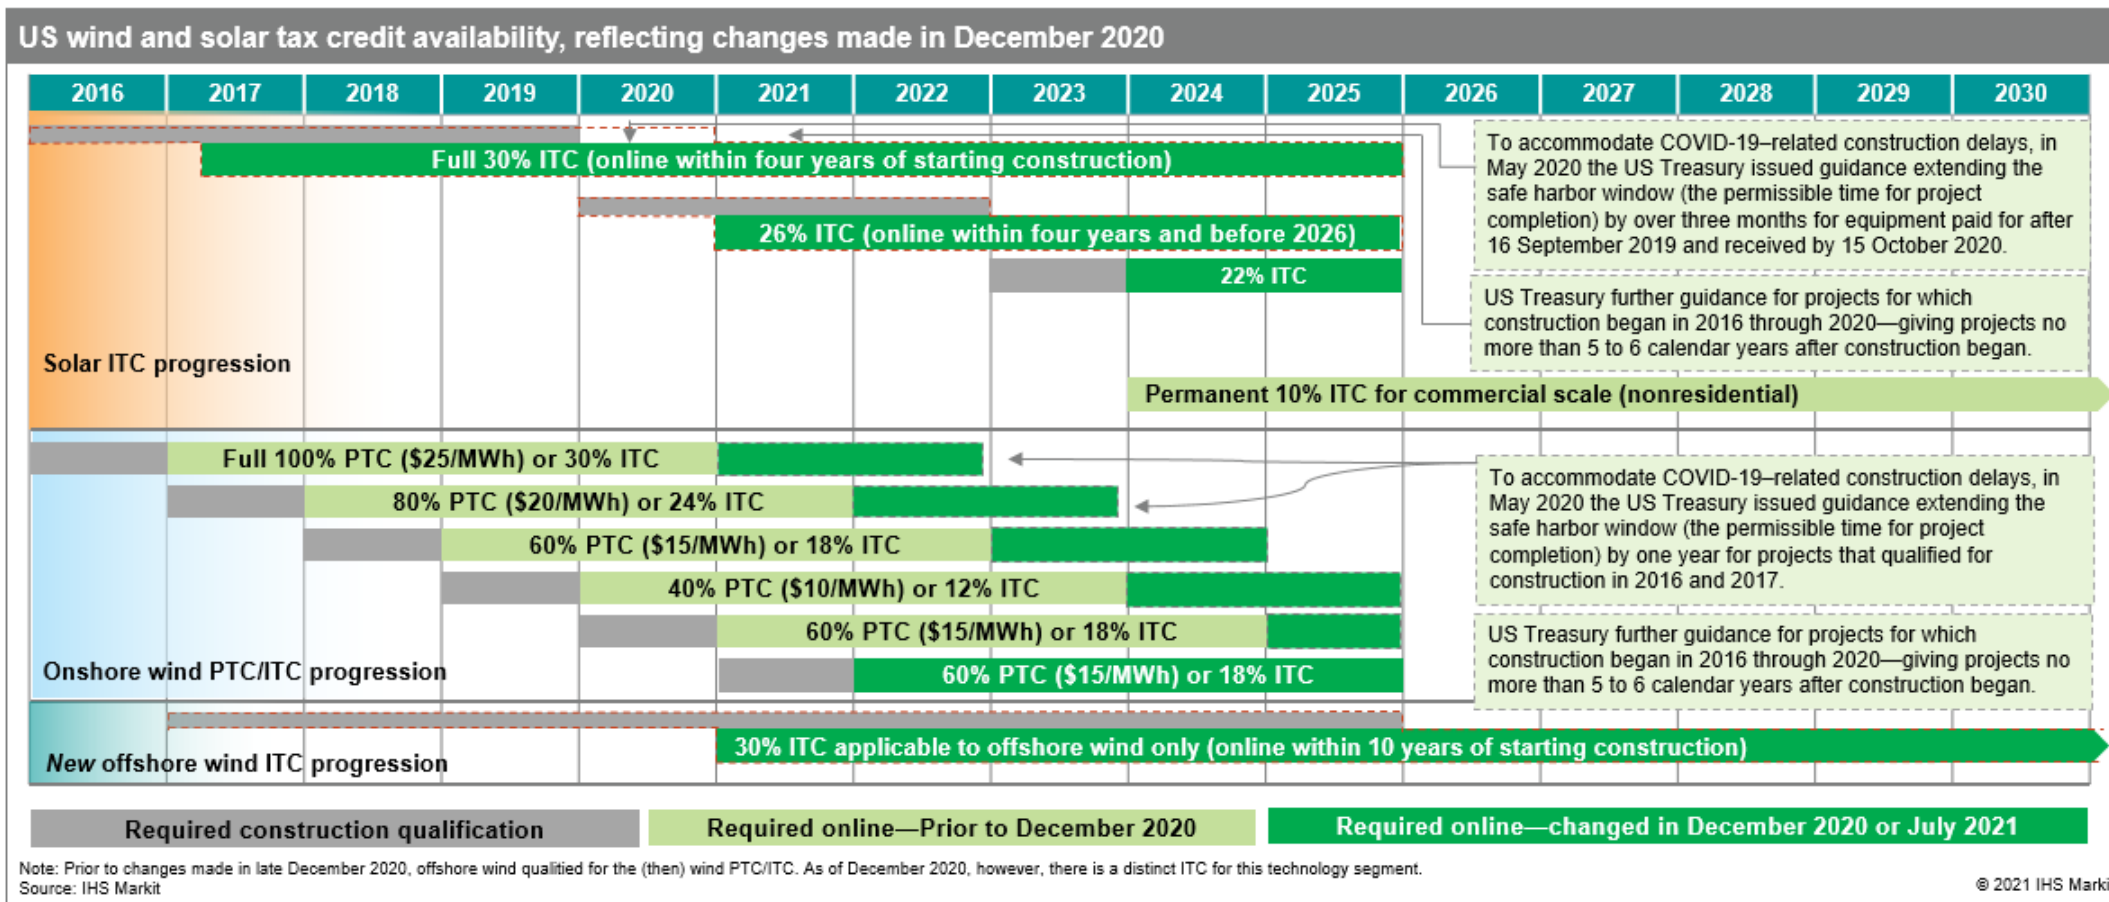 US wind and solar tax credit availability, reflecting changes made in December 2020
2016 2017 2018 2019 2020 2021 2022 2023 2024 2025 2026 2027 2028 2029 2030
Full 30% ITC (online within four years of starting construction)
26% ITC (online within four years and before 2026)
22% ITC
To accommodate COVID-19–related construction delays, in
May 2020 the US Treasury issued guidance extending the
safe harbor window (the permissible time for project
completion) by over three months for equipment paid for after
16 September 2019 and received by 15 October 2020.
US Treasury further guidance for projects for which
construction began in 2016 through 2020—giving projects no
more than 5 to 6 calendar years after construction began.
Solar ITC progression
Permanent 10% ITC for commercial scale (nonresidential)
Full 100% PTC ($25/MWh) or 30% ITC
80% PTC ($20/MWh) or 24% ITC
60% PTC ($15/MWh) or 18% ITC
40% PTC ($10/MWh) or 12% ITC
60% PTC ($15/MWh) or 18% ITC
60% PTC ($15/MWh) or 18% ITC
To accommodate COVID-19–related construction delays, in
May 2020 the US Treasury issued guidance extending the
safe harbor window (the permissible time for project
completion) by one year for projects that qualified for
construction in 2016 and 2017.
US Treasury further guidance for projects for which
construction began in 2016 through 2020—giving projects no
more than 5 to 6 calendar years after construction began.
Onshore wind PTC/ITC progression
30% ITC applicable to offshore wind only (online within 10 years of starting construction)
New offshore wind ITC progression
Required construction qualification
Required online—Prior to December 2020
Required online—changed in December 2020 or July 2021
Note: Prior to changes made in late December 2020, offshore wind qualitied for the (then) wind PTC/ITC. As of December 2020, however, there is a distinct ITC for this technology segment.
Source: IHS Markit
© 2021 IHS Marki